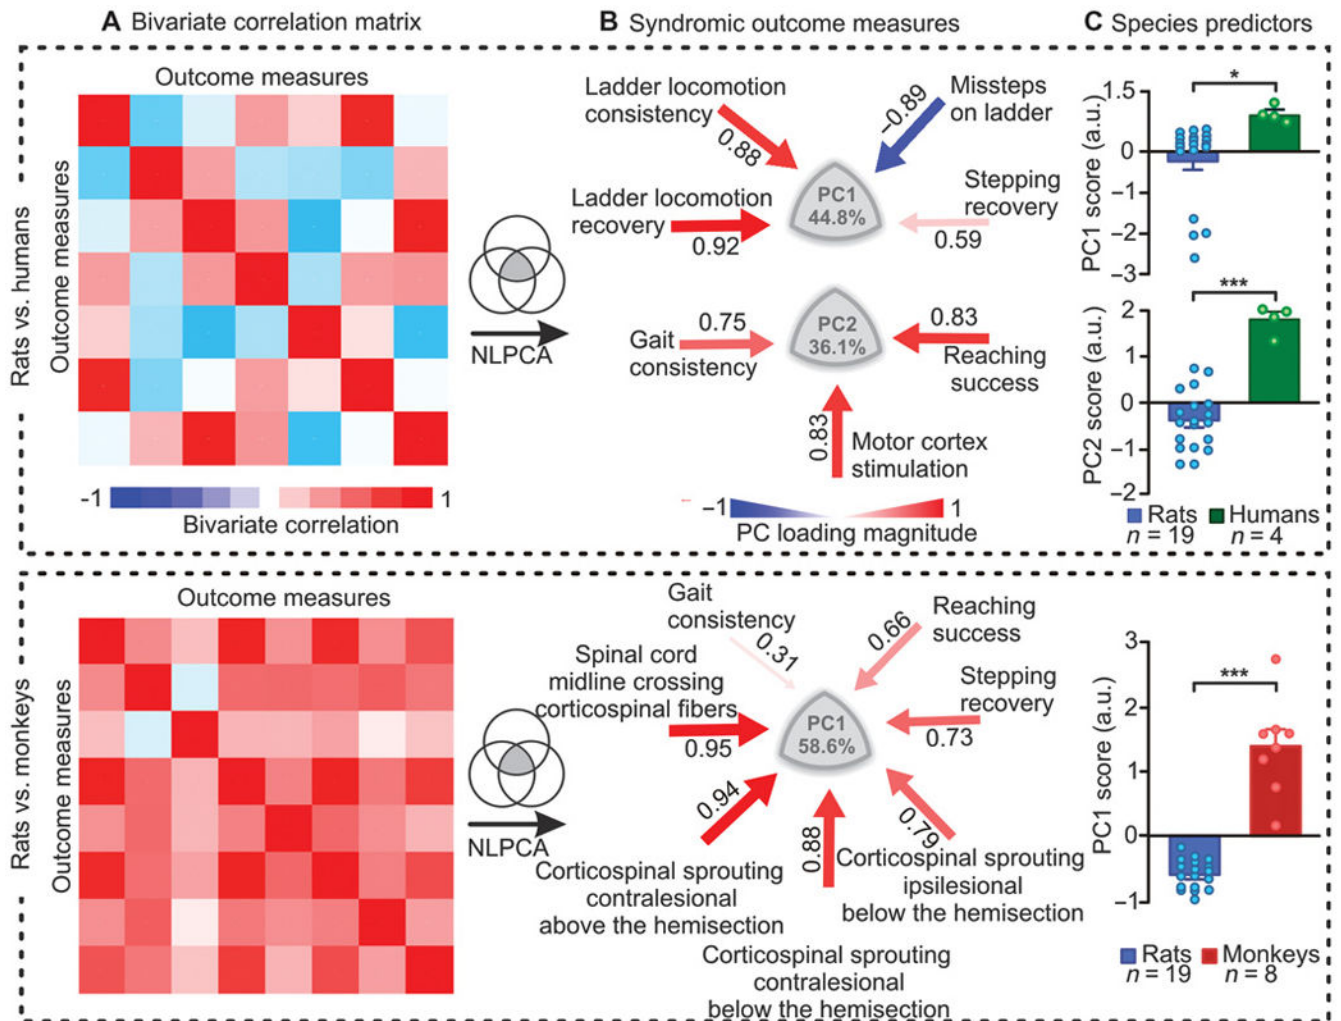 A Bivariate correlation matrix
B Syndromic outcome measures
C Species predictors
Rats vs. humans
Outcome measures
Outcome measures
-1
1
Bivariate correlation
NLPCA
Ladder locomotion
consistency
0.88
−0.89
Missteps
on ladder
Ladder locomotion
recovery
0.92
PC1
44.8%
Stepping
recovery
0.59
Gait
consistency
0.75
PC2
36.1%
0.83
Reaching
success
0.83
Motor cortex
stimulation
−1
1
PC loading magnitude
PC1 score (a.u.)
1.5
0
−1
−2
−3
*
PC2 score (a.u.)
2
1
0
−1
−2
***
Rats
n = 19
Humans
n = 4
Rats vs. monkeys
Outcome measures
Outcome measures
NLPCA
Gait
consistency
0.31
0.66
Reaching
success
Spinal cord
midline crossing
corticospinal fibers
0.95
PC1
58.6%
Stepping
recovery
0.73
0.94
Corticospinal sprouting
contralesional
above the hemisection
0.88
0.79
Corticospinal sprouting
ipsilesional
below the hemisection
Corticospinal sprouting
contralesional
below the hemisection
PC1 score (a.u.)
3
2
1
0
−1
***
Rats
n = 19
Monkeys
n = 8